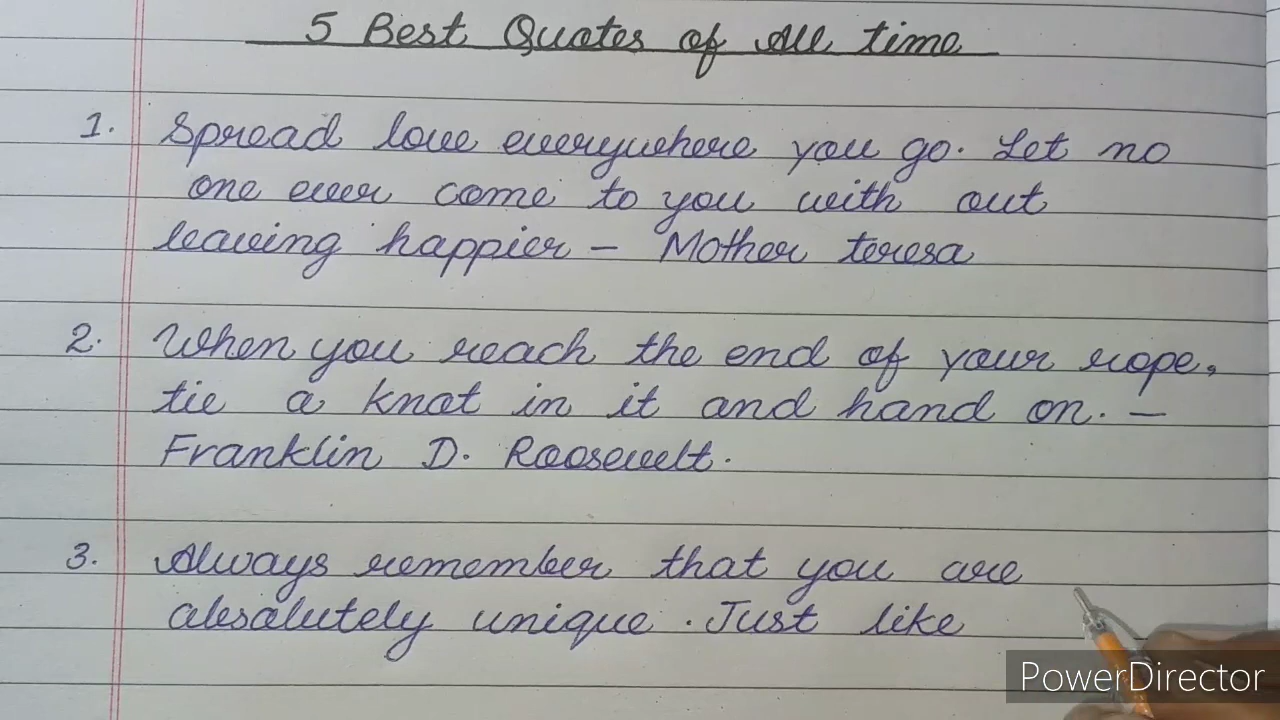 5 Best Quotes of All time
1. Spread love everywhere you go. Let no
one ever come to you with out
leaving happier - Mother teresa
2. When you reach the end of your rope,
tie a knot in it and hand on. -
Franklin D. Roosevelt.
3. Always remember that you are
absolutely unique. Just like
PowerDirector